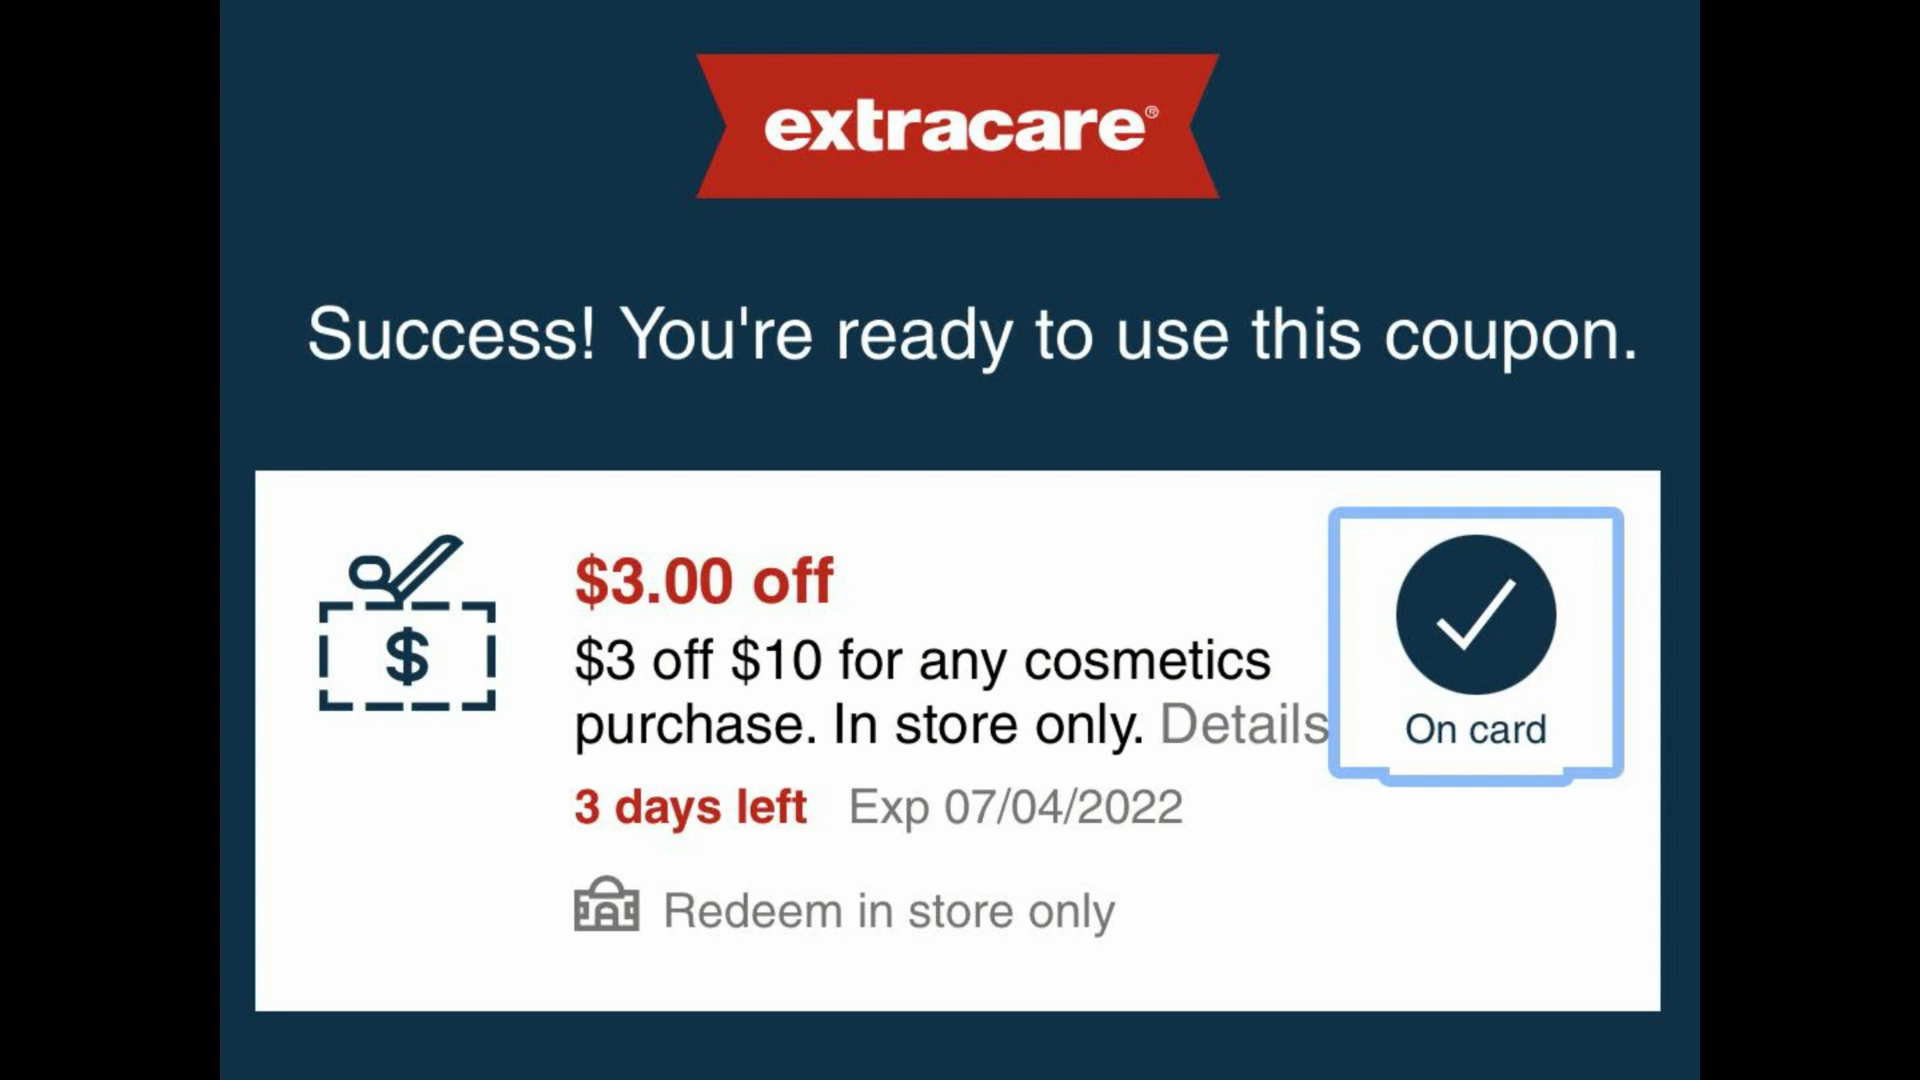 extracare®
Success! You're ready to use this coupon.
$
$3.00 off
$3 off $10 for any cosmetics
purchase. In store only. Details
On card
3 days left Exp 07/04/2022
Redeem in store only